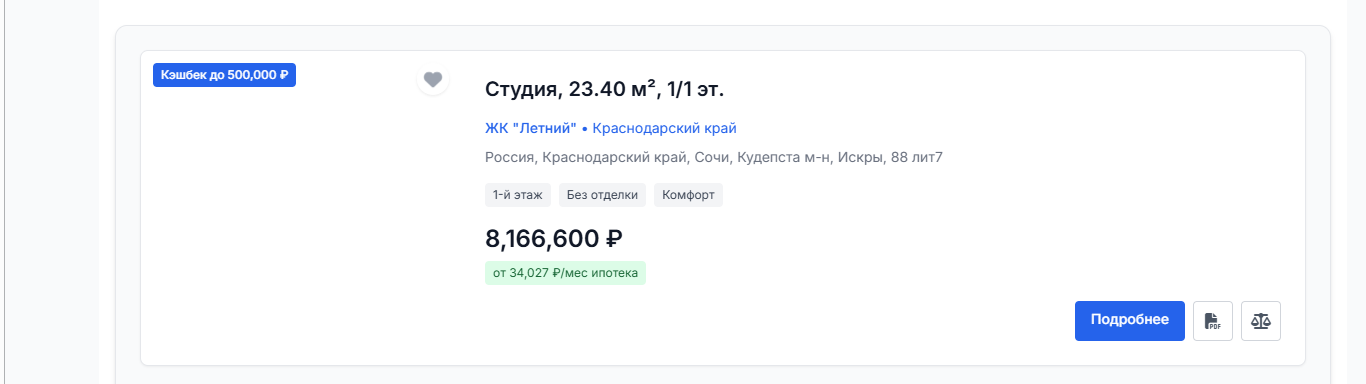 Кэшбек до 500,000 ₽
Студия, 23.40 м², 1/1 эт.
ЖК "Летний" • Краснодарский край
Россия, Краснодарский край, Сочи, Кудепста м-н, Искры, 88 лит7
1-й этаж Без отделки Комфорт
8,166,600 ₽
от 34,027 ₽/мес ипотека
Подробнее PDF